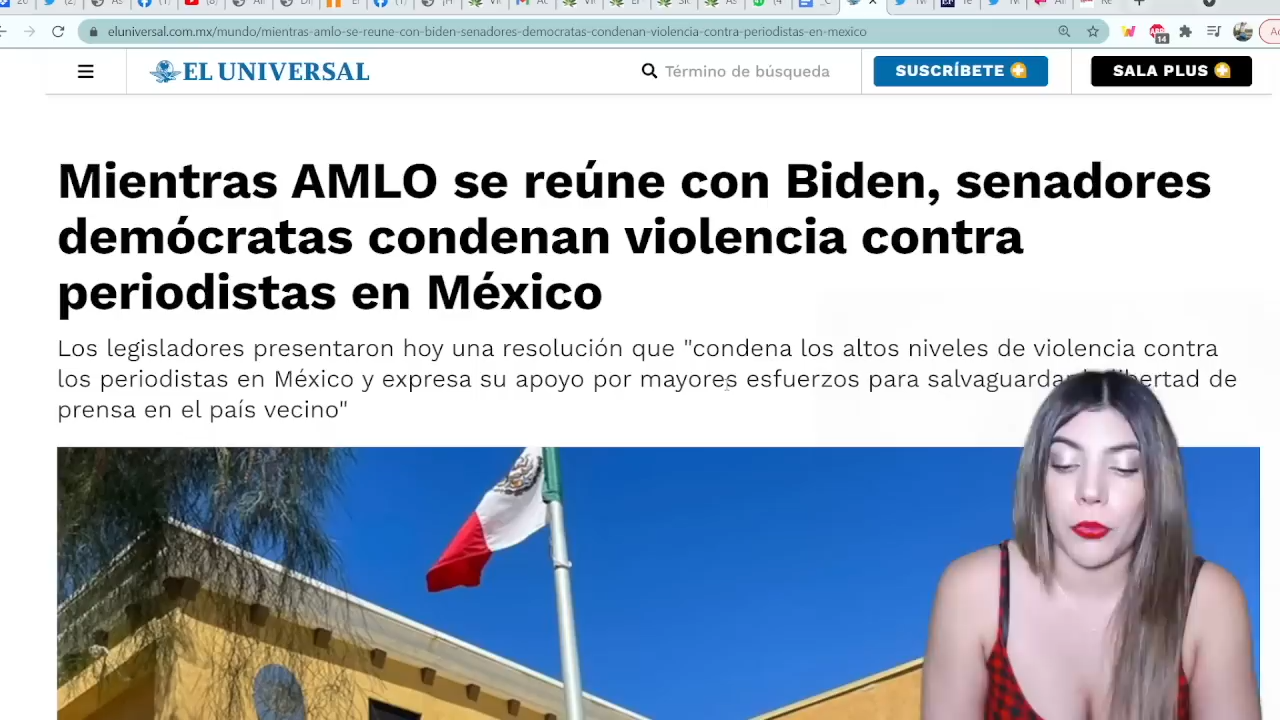 eluniversal.com.mx/mundo/mientras-amlo-se-reune-con-biden-senadores-democratas-condenan-violencia-contra-periodistas-en-mexico
14
EL UNIVERSAL
Término de búsqueda
SUSCRÍBETE
SALA PLUS
Mientras AMLO se reúne con Biden, senadores
demócratas condenan violencia contra
periodistas en México
Los legisladores presentaron hoy una resolución que "condena los altos niveles de violencia contra
los periodistas en México y expresa su apoyo por mayores esfuerzos para de
prensa en el país vecino"